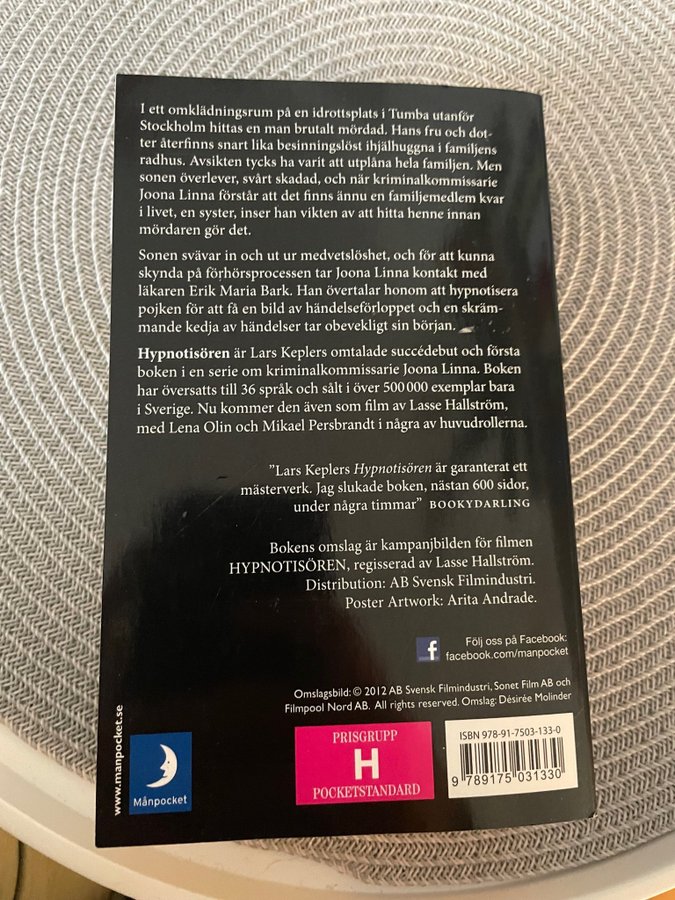 I ett omklädningsrum på en idrottsplats i Tumba utanför
Stockholm hittas en man brutalt mördad. Hans fru och dot-
ter återfinns snart lika besinningslöst ihjälhuggna i familjens
radhus. Avsikten tycks ha varit att utplåna hela familjen. Men
sonen överlever, svårt skadad, och när kriminalkommissarie
Joona Linna förstår att det finns ännu en familjemedlem kvar
i livet, en syster, inser han vikten av att hitta henne innan
mördaren gör det.
Sonen svävar in och ut ur medvetslöshet, och för att kunna
skynda på förhörsprocessen tar Joona Linna kontakt med
läkaren Erik Maria Bark. Han övertalar honom att hypnotisera
pojken för att få en bild av händelseförloppet och en skräm-
mande kedja av händelser tar obevekligt sin början.
Hypnotisören är Lars Keplers omtalade succédebut och första
boken i en serie om kriminalkommissarie Joona Linna. Boken
har översatts till 36 språk och sålt i över 500 000 exemplar bara
i Sverige. Nu kommer den även som film av Lasse Hallström,
med Lena Olin och Mikael Persbrandt i några av huvudrollerna.
"Lars Keplers Hypnotisören är garanterat ett
mästerverk. Jag slukade boken, nästan 600 sidor,
under några timmar" BOOKYDARLING
Bokens omslag är kampanjbilden för filmen
HYPNOTISÖREN, regisserad av Lasse Hallström.
Distribution: AB Svensk Filmindustri.
Poster Artwork: Arita Andrade.
f
Följ oss på Facebook:
facebook.com/manpocket
Omslagsbild: © 2012 AB Svensk Filmindustri, Sonet Film AB och
Filmpool Nord AB. All rights reserved. Omslag: Désirée Molinder
www.manpocket.se
Månpocket
PRISGRUPP
H
POCKETSTANDARD
ISBN 978-91-7503-133-0
9 789175 031330